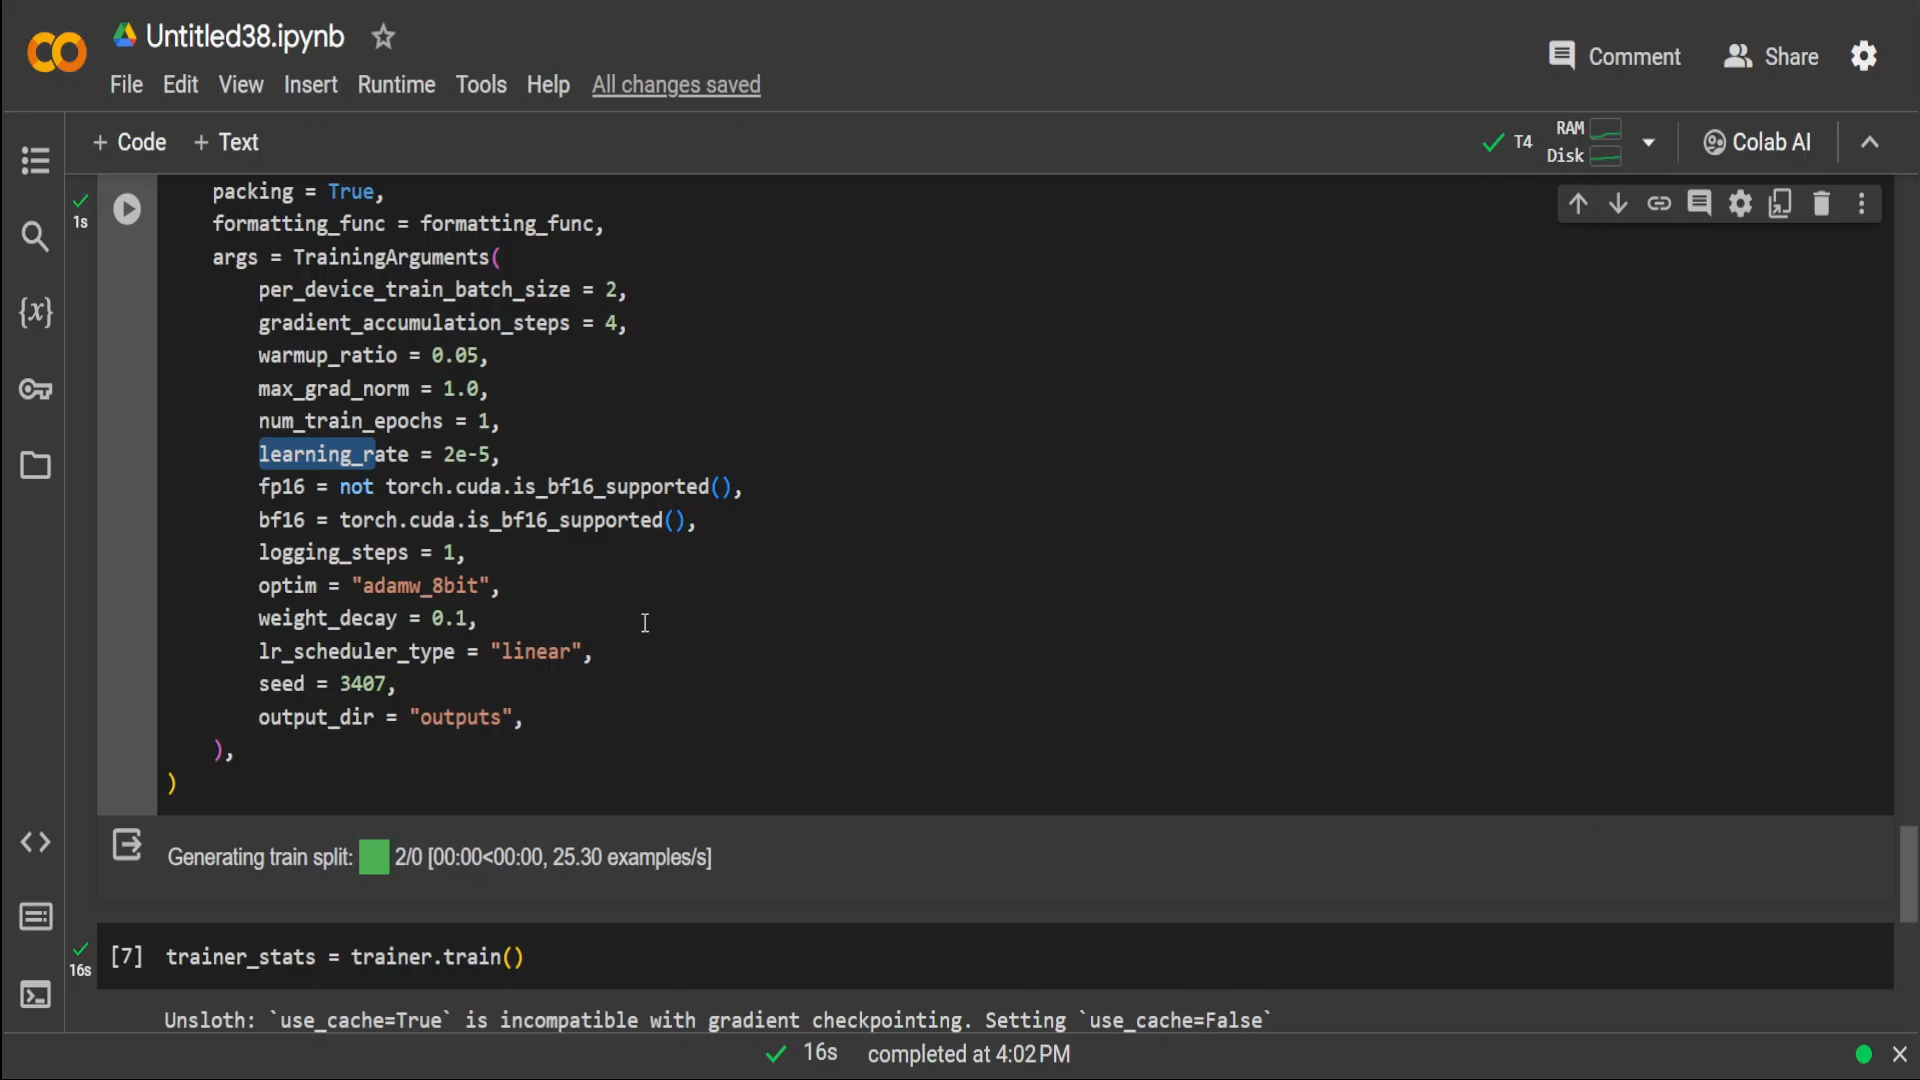 Untitled38.ipynb
File Edit View Insert Runtime Tools Help All changes saved
Comment Share
+ Code + Text
T4 RAM Disk Colab AI
1s
packing = True,
formatting_func = formatting_func,
args = TrainingArguments(
per_device_train_batch_size = 2,
gradient_accumulation_steps = 4,
warmup_ratio = 0.05,
max_grad_norm = 1.0,
num_train_epochs = 1,
learning_rate = 2e-5,
fp16 = not torch.cuda.is_bf16_supported(),
bf16 = torch.cuda.is_bf16_supported(),
logging_steps = 1,
optim = "adamw_8bit",
weight_decay = 0.1,
lr_scheduler_type = "linear",
seed = 3407,
output_dir = "outputs",
),
)
Generating train split: 2/0 [00:00<00:00, 25.30 examples/s]
16s [7] trainer_stats = trainer.train()
Unsloth: `use_cache=True` is incompatible with gradient checkpointing. Setting `use_cache=False`
16s completed at 4:02 PM